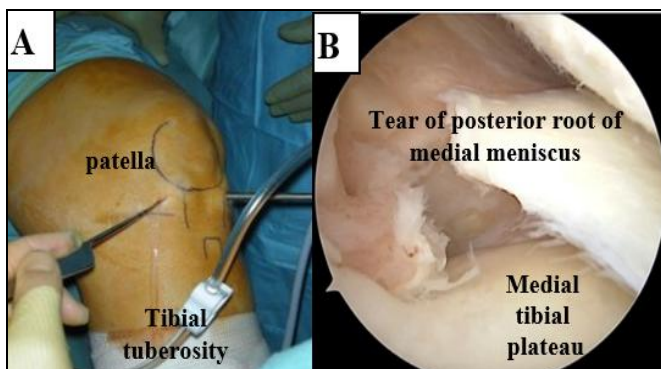 A
patella
Tibial
tuberosity
B
Tear of posterior root of
medial meniscus
Medial
tibial
plateau